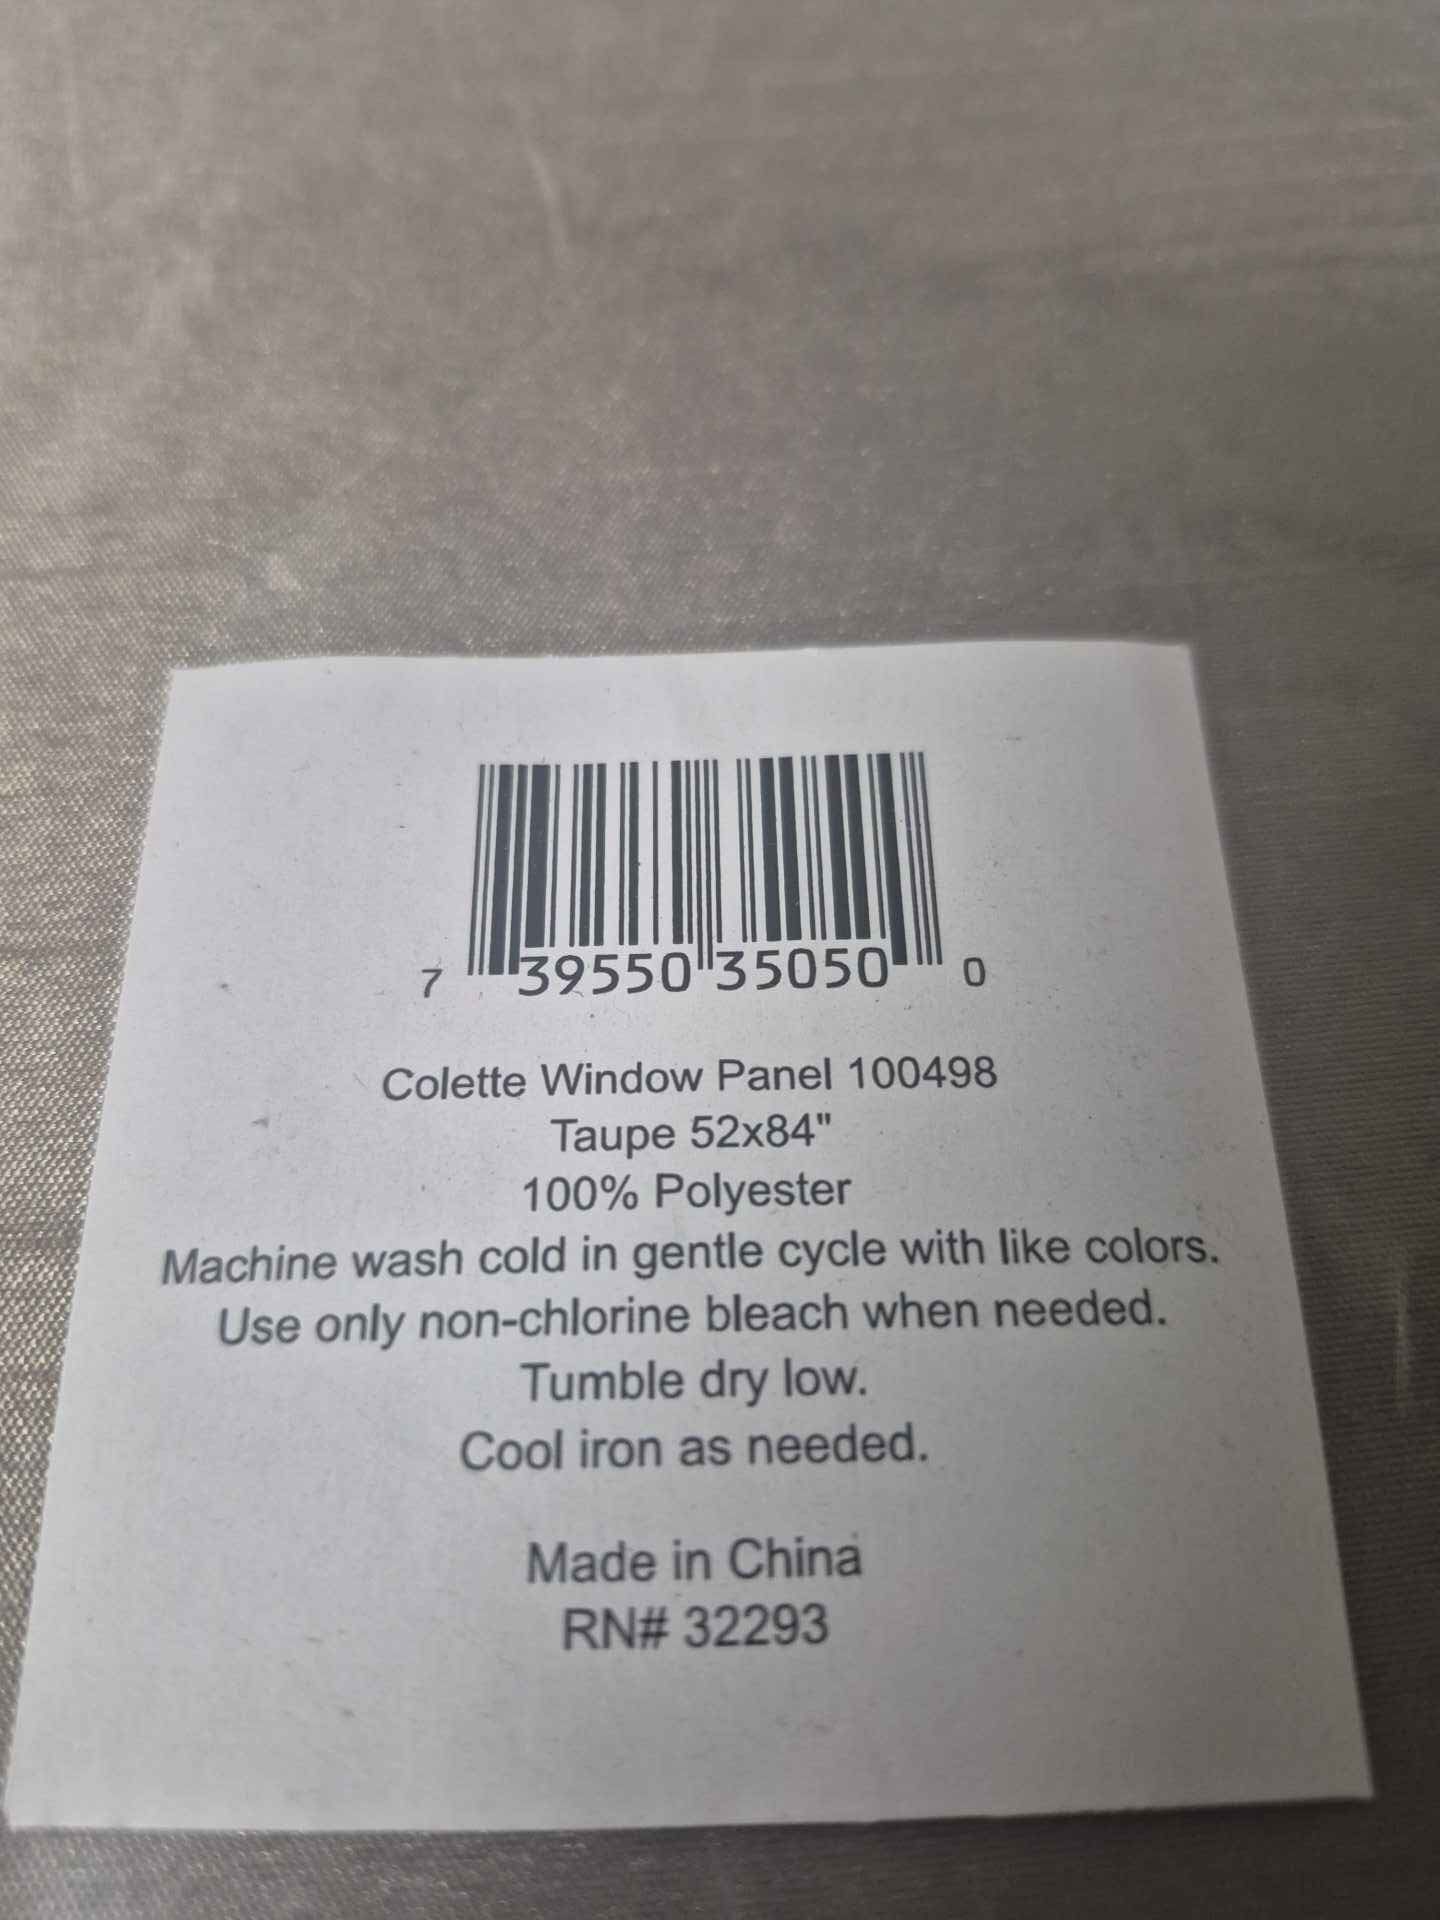 7 39550 35050 0
Colette Window Panel 100498
Taupe 52x84"
100% Polyester
Machine wash cold in gentle cycle with like colors.
Use only non-chlorine bleach when needed.
Tumble dry low.
Cool iron as needed.
Made in China
RN# 32293